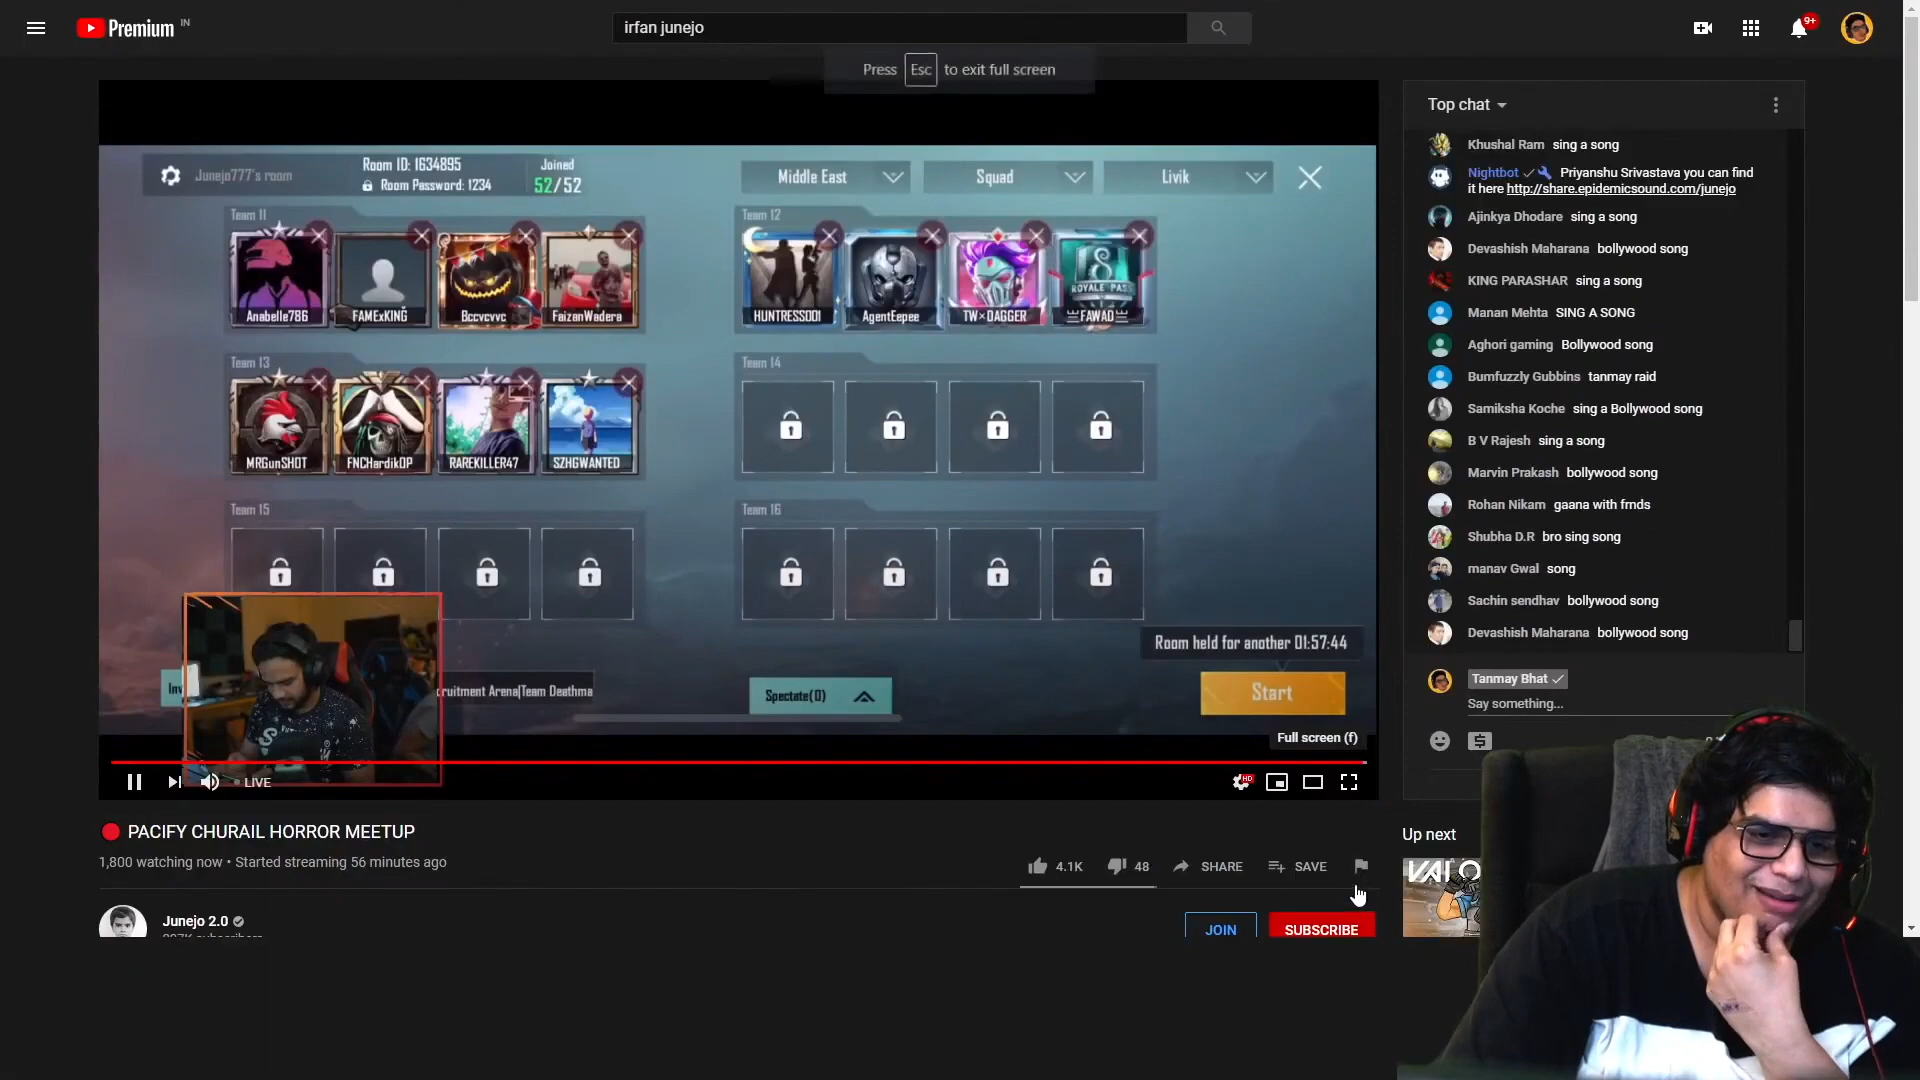 Premium IN
irfan junejo
9+
Press Esc to exit full screen
Junejo777's room
Room ID: 1634895
Room Password: 1234
Joined
52/52
Middle East
Squad
Livik
Team 11
Anabelle786
FAMExKING
Bccvcvvc
FaizanWadera
Team 12
HUNTRESS001
AgentEepee
TW×DAGGER
ROYALE PASS
FAWAD
Team 13
MRGunSHOT
FNCHardikOP
RAREKILLER47
SZHGWANTED
Team 14
Team 15
Team 16
Room held for another 01:57:44
Inv
cruitment Arena|Team Deathma
Spectate(0)
Start
Full screen (f)
LIVE
HD
PACIFY CHURAIL HORROR MEETUP
1,800 watching now • Started streaming 56 minutes ago
4.1K
48
SHARE
SAVE
Junejo 2.0
JOIN
SUBSCRIBE
Top chat
Khushal Ram sing a song
Nightbot Priyanshu Srivastava you can find
it here http://share.epidemicsound.com/junejo
Ajinkya Dhodare sing a song
Devashish Maharana bollywood song
KING PARASHAR sing a song
Manan Mehta SING A SONG
Aghori gaming Bollywood song
Bumfuzzly Gubbins tanmay raid
Samiksha Koche sing a Bollywood song
B V Rajesh sing a song
Marvin Prakash bollywood song
Rohan Nikam gaana with frnds
Shubha D.R bro sing song
manav Gwal song
Sachin sendhav bollywood song
Devashish Maharana bollywood song
Tanmay Bhat
Say something...
Up next